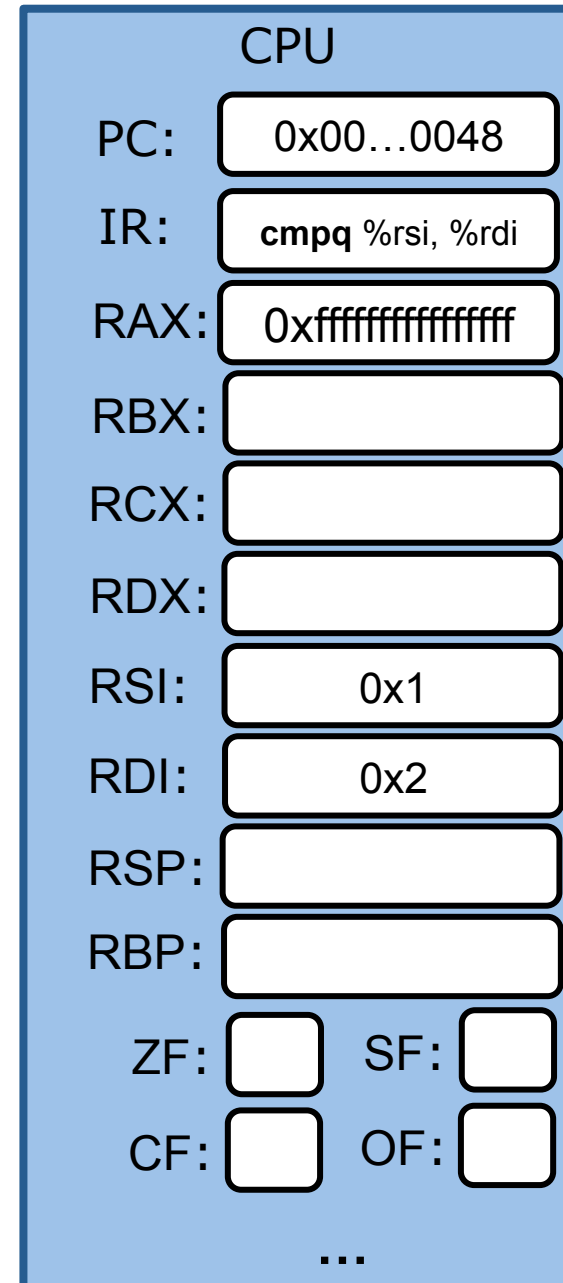 CPU
PC: 0x00...0048
IR: cmpq %rsi, %rdi
RAX: 0xffffffffffffffff
RBX:
RCX:
RDX:
RSI: 0x1
RDI: 0x2
RSP:
RBP:
ZF: SF:
CF: OF:
...